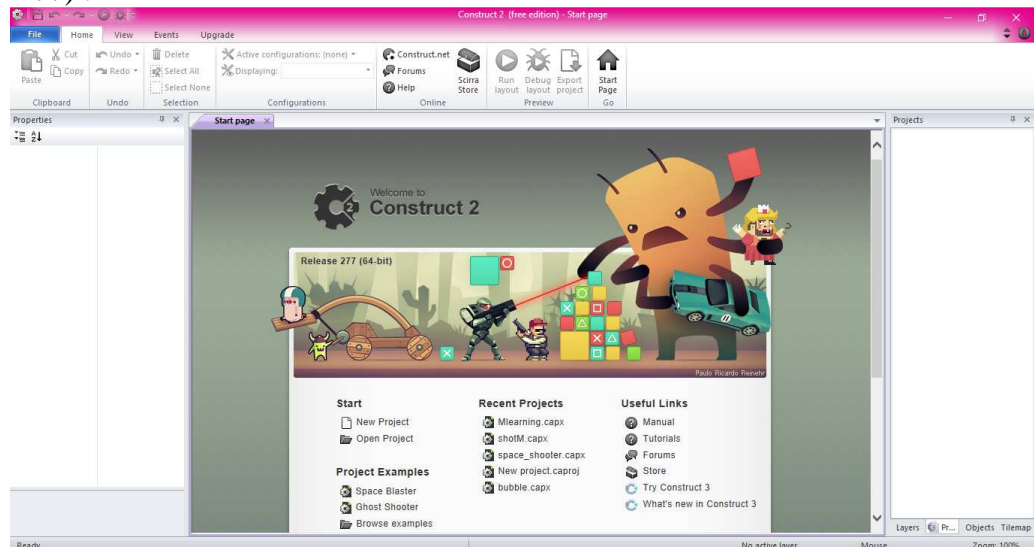 Construct 2 (free edition) - Start page
File Home View Events Upgrade
Paste
Cut
Copy
Clipboard
Undo
Redo
Undo
Delete
Select All
Select None
Selection
Active configurations: (none)
Displaying:
Configurations
Construct.net
Forums
Help
Online
Scirra Store
Run layout
Debug layout
Export project
Preview
Start Page
Go
Properties
Start page
Projects
Welcome to
Construct 2
Release 277 (64-bit)
Paulo Ricardo Reinehr
Start
New Project
Open Project
Project Examples
Space Blaster
Ghost Shooter
Browse examples
Recent Projects
Mlearning.capx
shotM.capx
space_shooter.capx
New project.caproj
bubble.capx
Useful Links
Manual
Tutorials
Forums
Store
Try Construct 3
What's new in Construct 3
Layers Pr... Objects Tilemap
Ready
No active layer
Mouse
Zoom: 100%